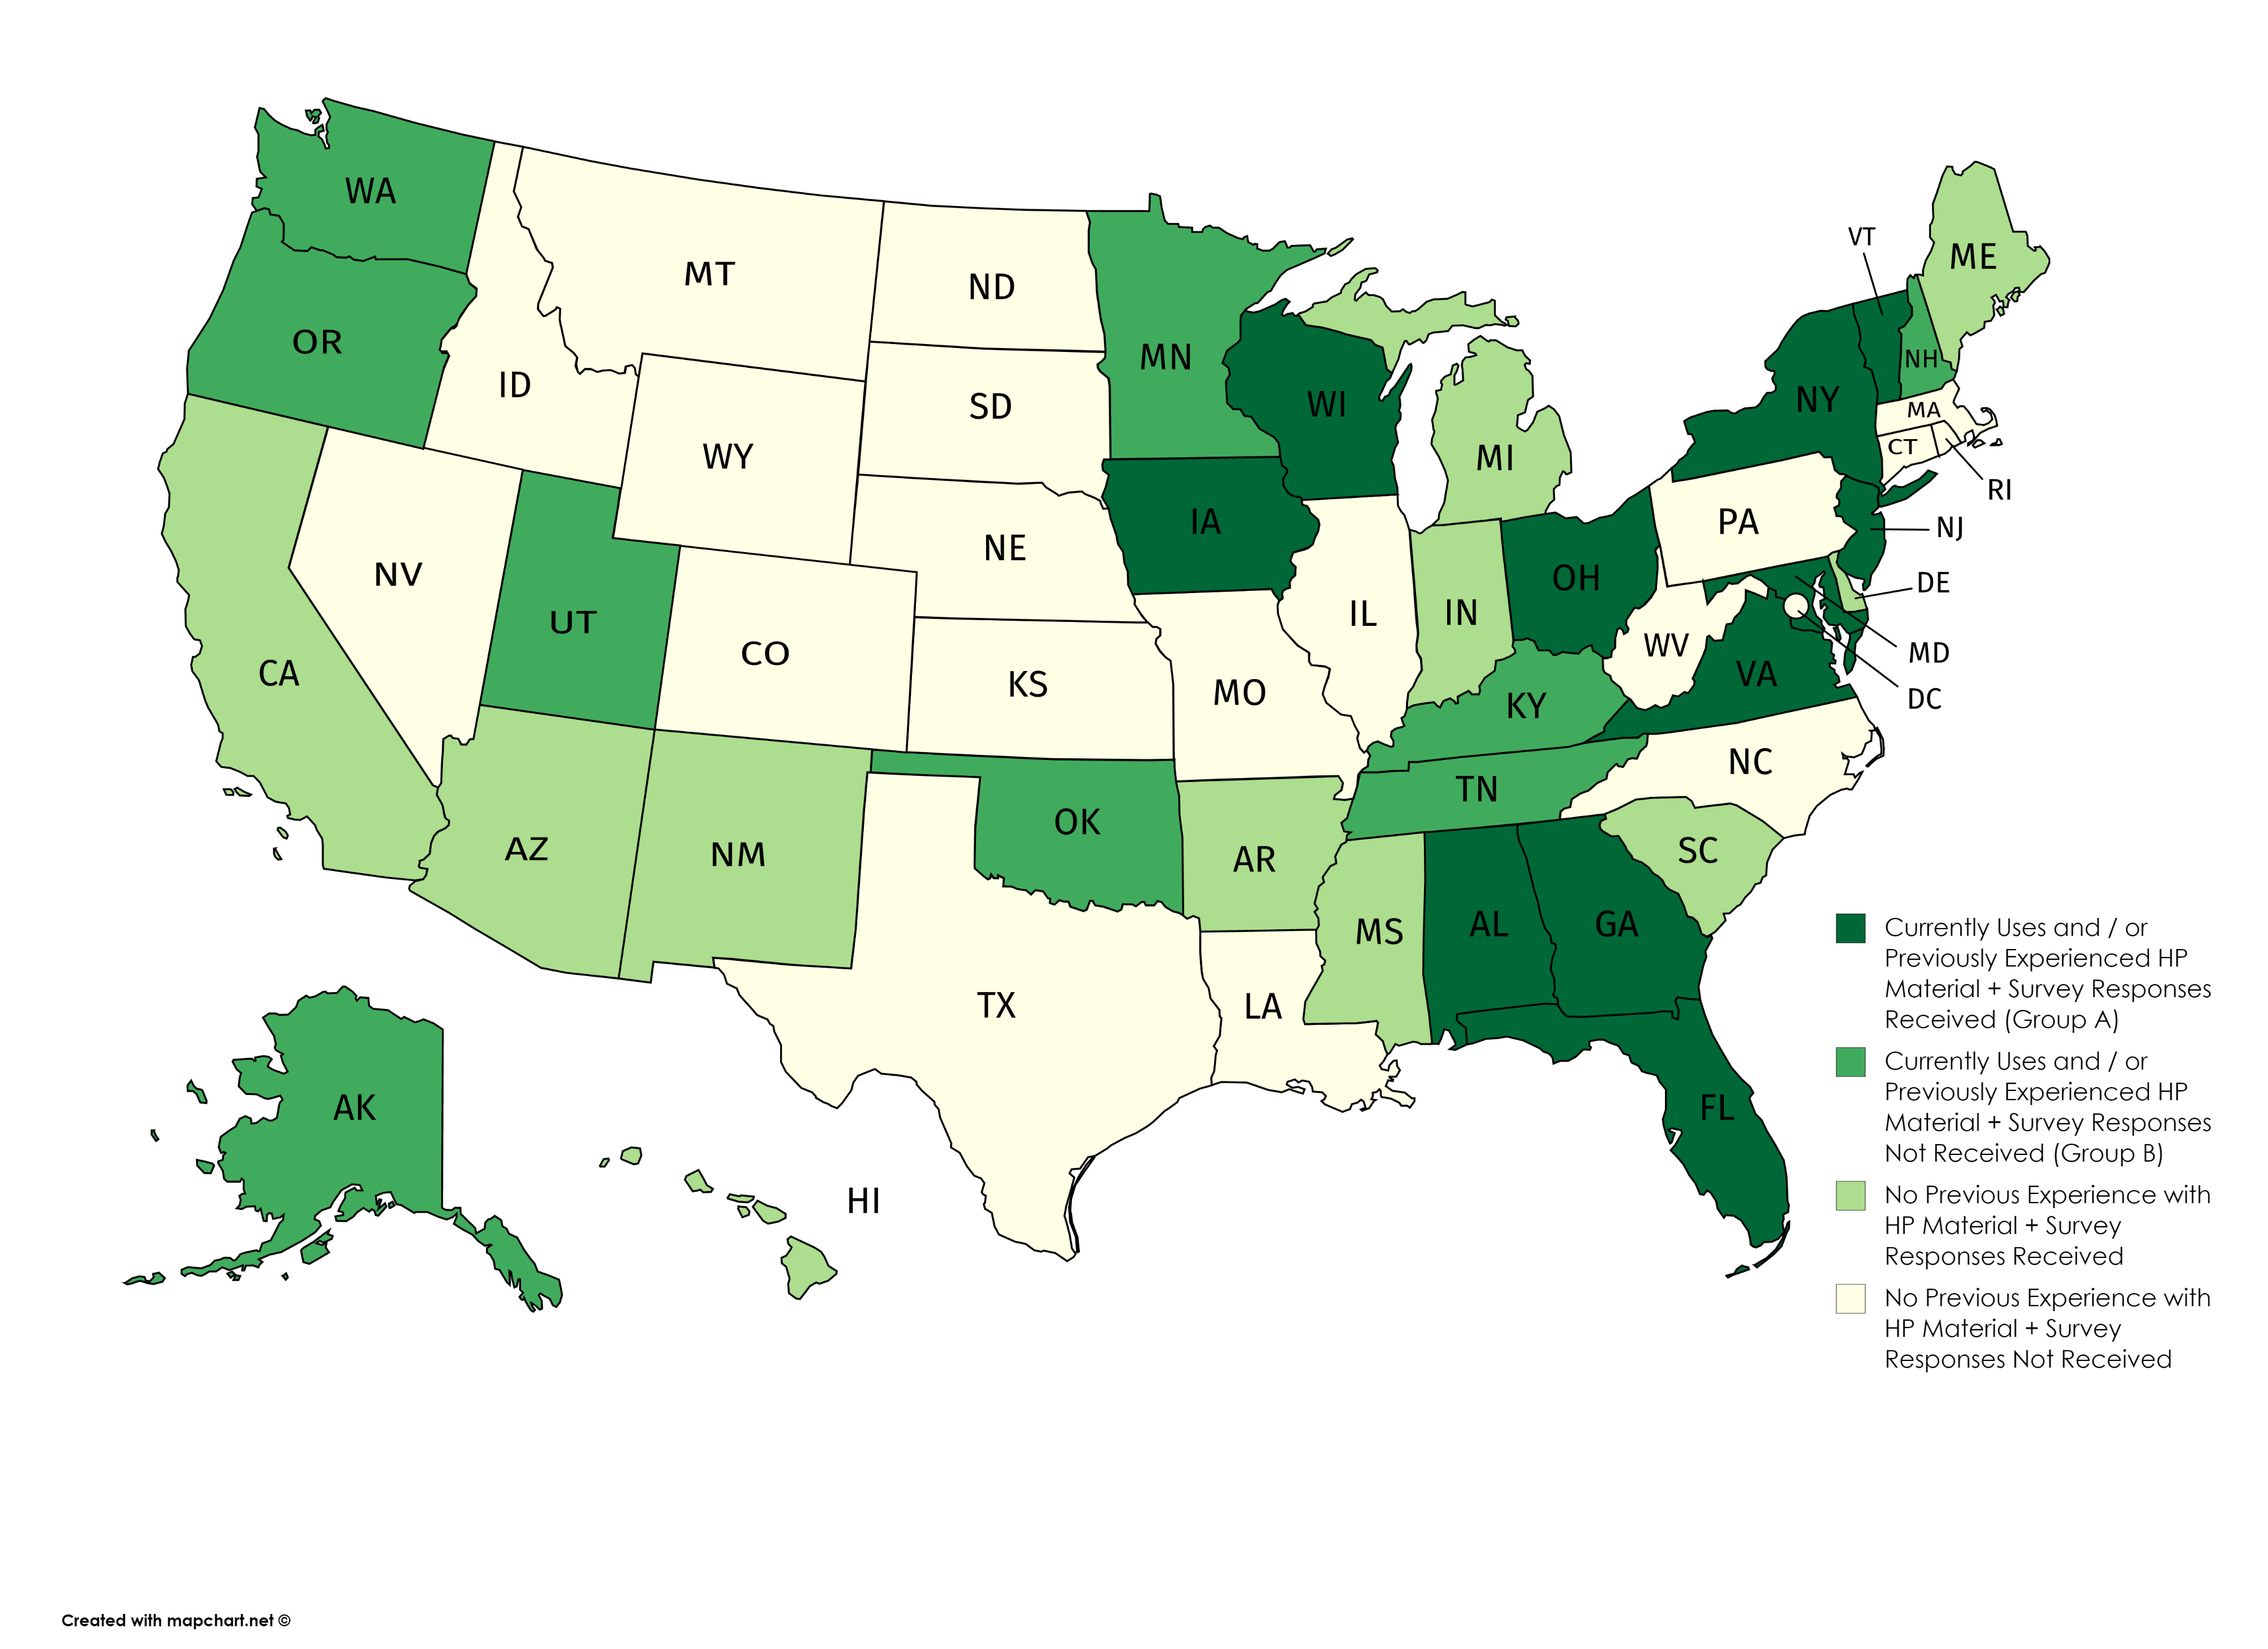 WA
VT
ME
MT
ND
OR
MN
NH
ID
SD
WI
NY
MA
CT
WY
MI
RI
IA
PA
NJ
NE
NV
OH
DE
UT
IL
IN
CO
WV
MD
CA
KS
MO
VA
DC
KY
NC
TN
OK
AZ
NM
AR
SC
MS
AL
GA
TX
LA
AK
FL
HI
Currently Uses and / or
Previously Experienced HP
Material + Survey Responses
Received (Group A)
Currently Uses and / or
Previously Experienced HP
Material + Survey Responses
Not Received (Group B)
No Previous Experience with
HP Material + Survey
Responses Received
No Previous Experience with
HP Material + Survey
Responses Not Received
Created with mapchart.net ©